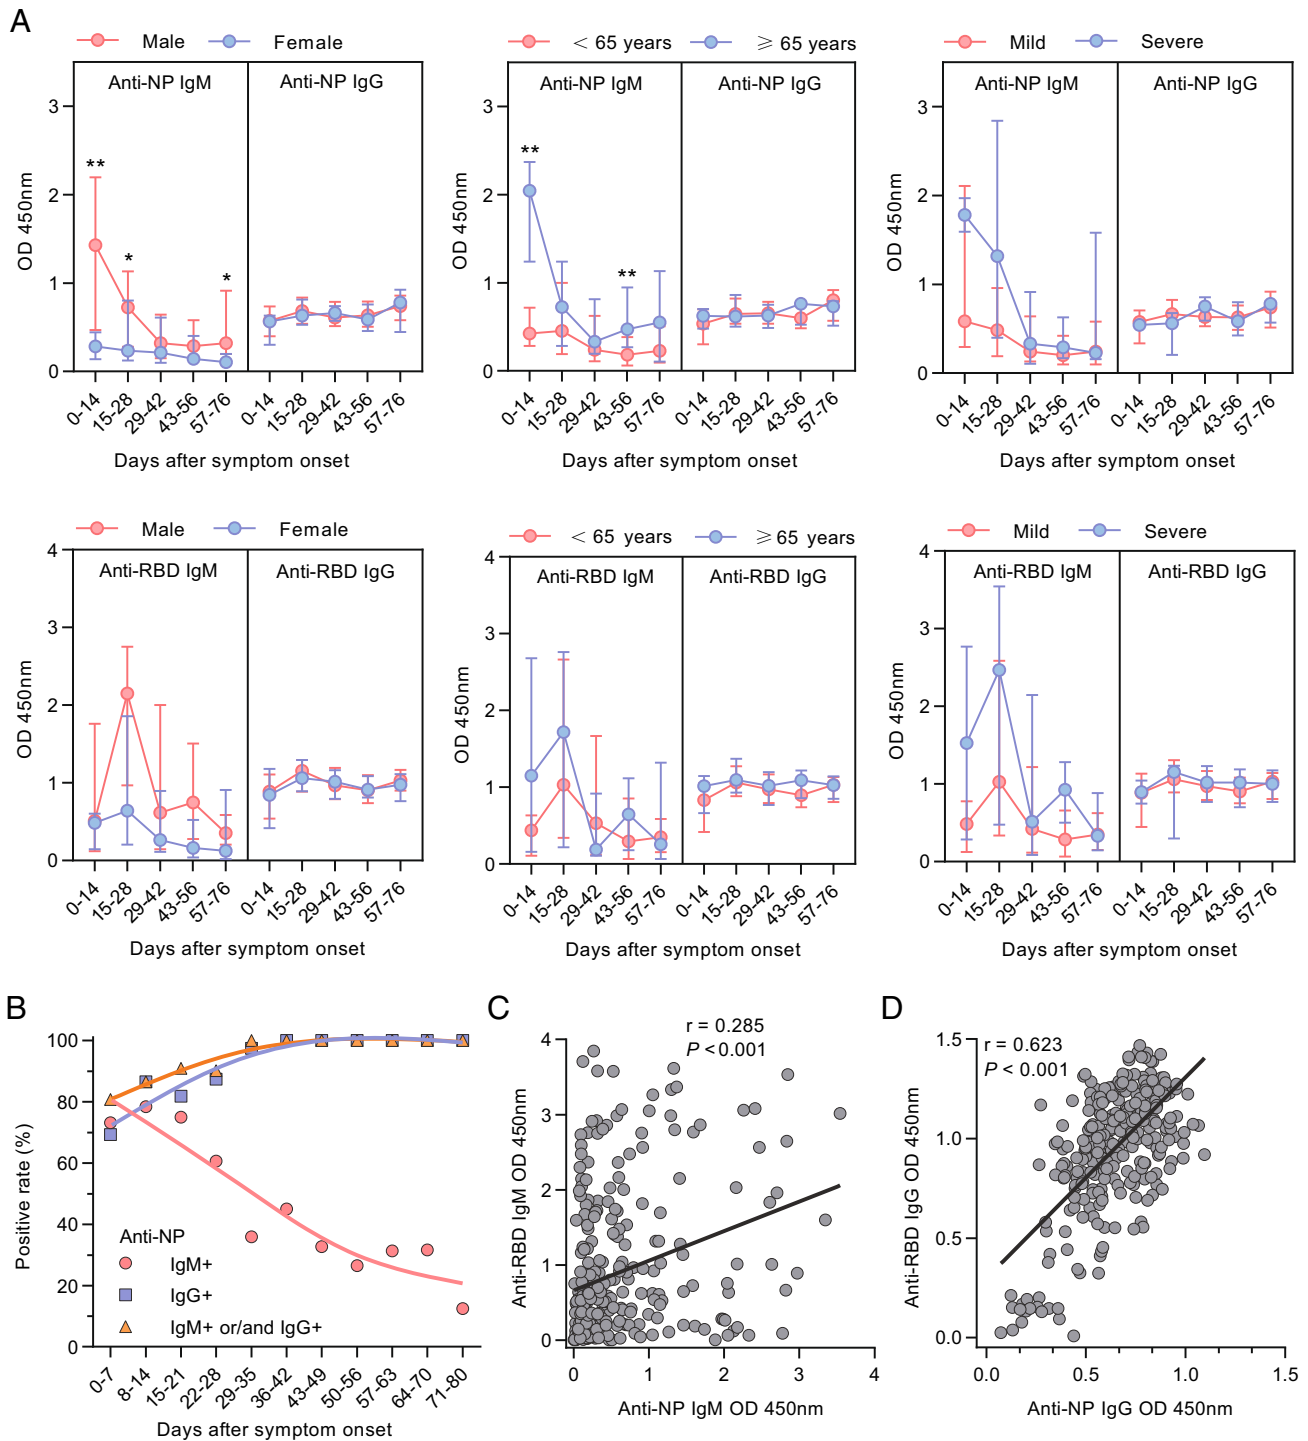 A
Male Female
Anti-NP IgM Anti-NP IgG
3
2
1
0
** * *
OD 450nm
0-14 15-28 29-42 43-56 57-76 0-14 15-28 29-42 43-56 57-76
Days after symptom onset
< 65 years ≥ 65 years
Anti-NP IgM Anti-NP IgG
3
2
1
0
** **
OD 450nm
0-14 15-28 29-42 43-56 57-76 0-14 15-28 29-42 43-56 57-76
Days after symptom onset
Mild Severe
Anti-NP IgM Anti-NP IgG
3
2
1
0
OD 450nm
0-14 15-28 29-42 43-56 57-76 0-14 15-28 29-42 43-56 57-76
Days after symptom onset
Male Female
Anti-RBD IgM Anti-RBD IgG
4
3
2
1
0
OD 450nm
0-14 15-28 29-42 43-56 57-76 0-14 15-28 29-42 43-56 57-76
Days after symptom onset
< 65 years ≥ 65 years
Anti-RBD IgM Anti-RBD IgG
4
3
2
1
0
OD 450nm
0-14 15-28 29-42 43-56 57-76 0-14 15-28 29-42 43-56 57-76
Days after symptom onset
Mild Severe
Anti-RBD IgM Anti-RBD IgG
4
3
2
1
0
OD 450nm
0-14 15-28 29-42 43-56 57-76 0-14 15-28 29-42 43-56 57-76
Days after symptom onset
B
100
80
60
40
20
0
Positive rate (%)
Anti-NP
IgM+
IgG+
IgM+ or/and IgG+
0-7 8-14 15-21 22-28 29-35 36-42 43-49 50-56 57-63 64-70 71-80
Days after symptom onset
C
r = 0.285
P < 0.001
4
3
2
1
0
Anti-RBD IgM OD 450nm
0 1 2 3 4
Anti-NP IgM OD 450nm
D
r = 0.623
P < 0.001
1.5
1.0
0.5
0.0
Anti-RBD IgG OD 450nm
0.0 0.5 1.0 1.5
Anti-NP IgG OD 450nm